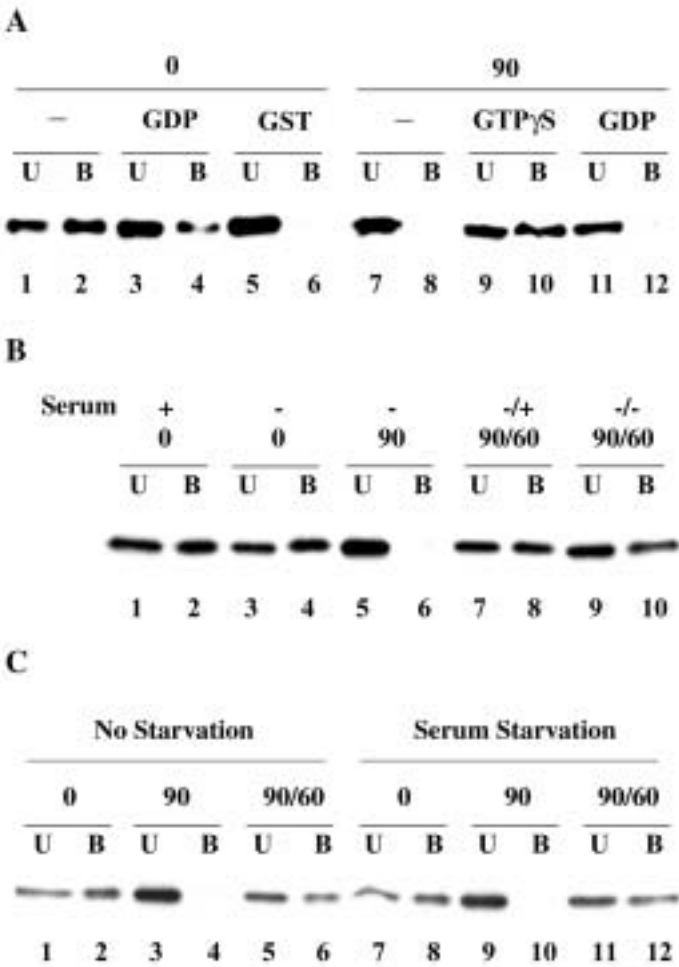 A
0 90
– GDP GST – GTPγS GDP
U B U B U B U B U B U B
1 2 3 4 5 6 7 8 9 10 11 12
B
Serum + - - -/+ -/-
0 0 90 90/60 90/60
U B U B U B U B U B
1 2 3 4 5 6 7 8 9 10
C
No Starvation Serum Starvation
0 90 90/60 0 90 90/60
U B U B U B U B U B U B
1 2 3 4 5 6 7 8 9 10 11 12